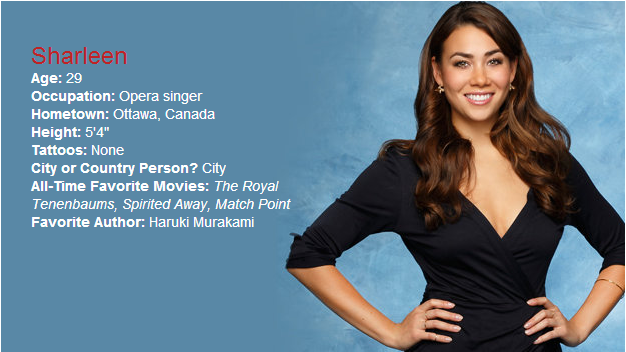 Sharleen
Age: 29
Occupation: Opera singer
Hometown: Ottawa, Canada
Height: 5'4"
Tattoos: None
City or Country Person? City
All-Time Favorite Movies: The Royal
Tenenbaums, Spirited Away, Match Point
Favorite Author: Haruki Murakami